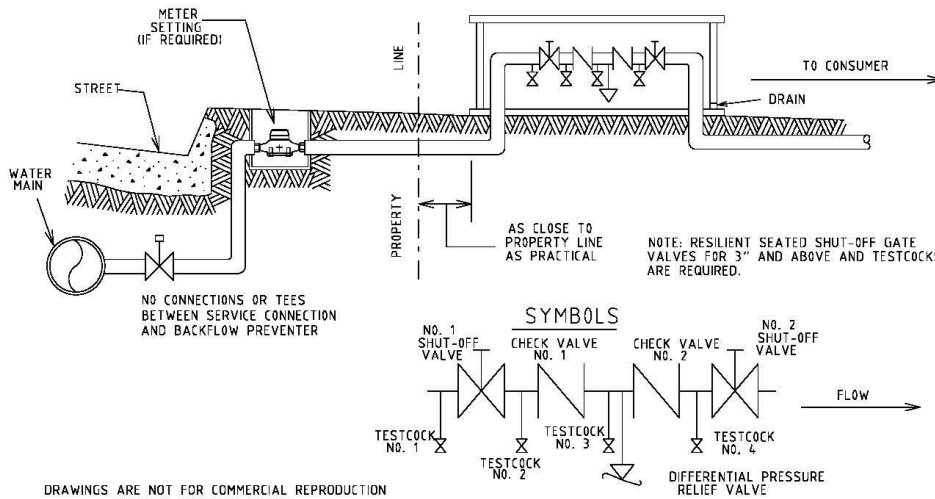 METER
SETTING
(IF REQUIRED)
STREET
WATER
MAIN
LINE
PROPERTY
TO CONSUMER
DRAIN
AS CLOSE TO
PROPERTY LINE
AS PRACTICAL
NOTE: RESILIENT SEATED SHUT-OFF GATE
VALVES FOR 3" AND ABOVE AND TESTCOCKS
ARE REQUIRED.
NO CONNECTIONS OR TEES
BETWEEN SERVICE CONNECTION
AND BACKFLOW PREVENTER
SYMBOLS
NO. 1
SHUT-OFF
VALVE
CHECK VALVE
NO. 1
CHECK VALVE
NO. 2
NO. 2
SHUT-OFF
VALVE
FLOW
TESTCOCK
NO. 1
TESTCOCK
NO. 2
TESTCOCK
NO. 3
TESTCOCK
NO. 4
DIFFERENTIAL PRESSURE
RELIEF VALVE
DRAWINGS ARE NOT FOR COMMERCIAL REPRODUCTION